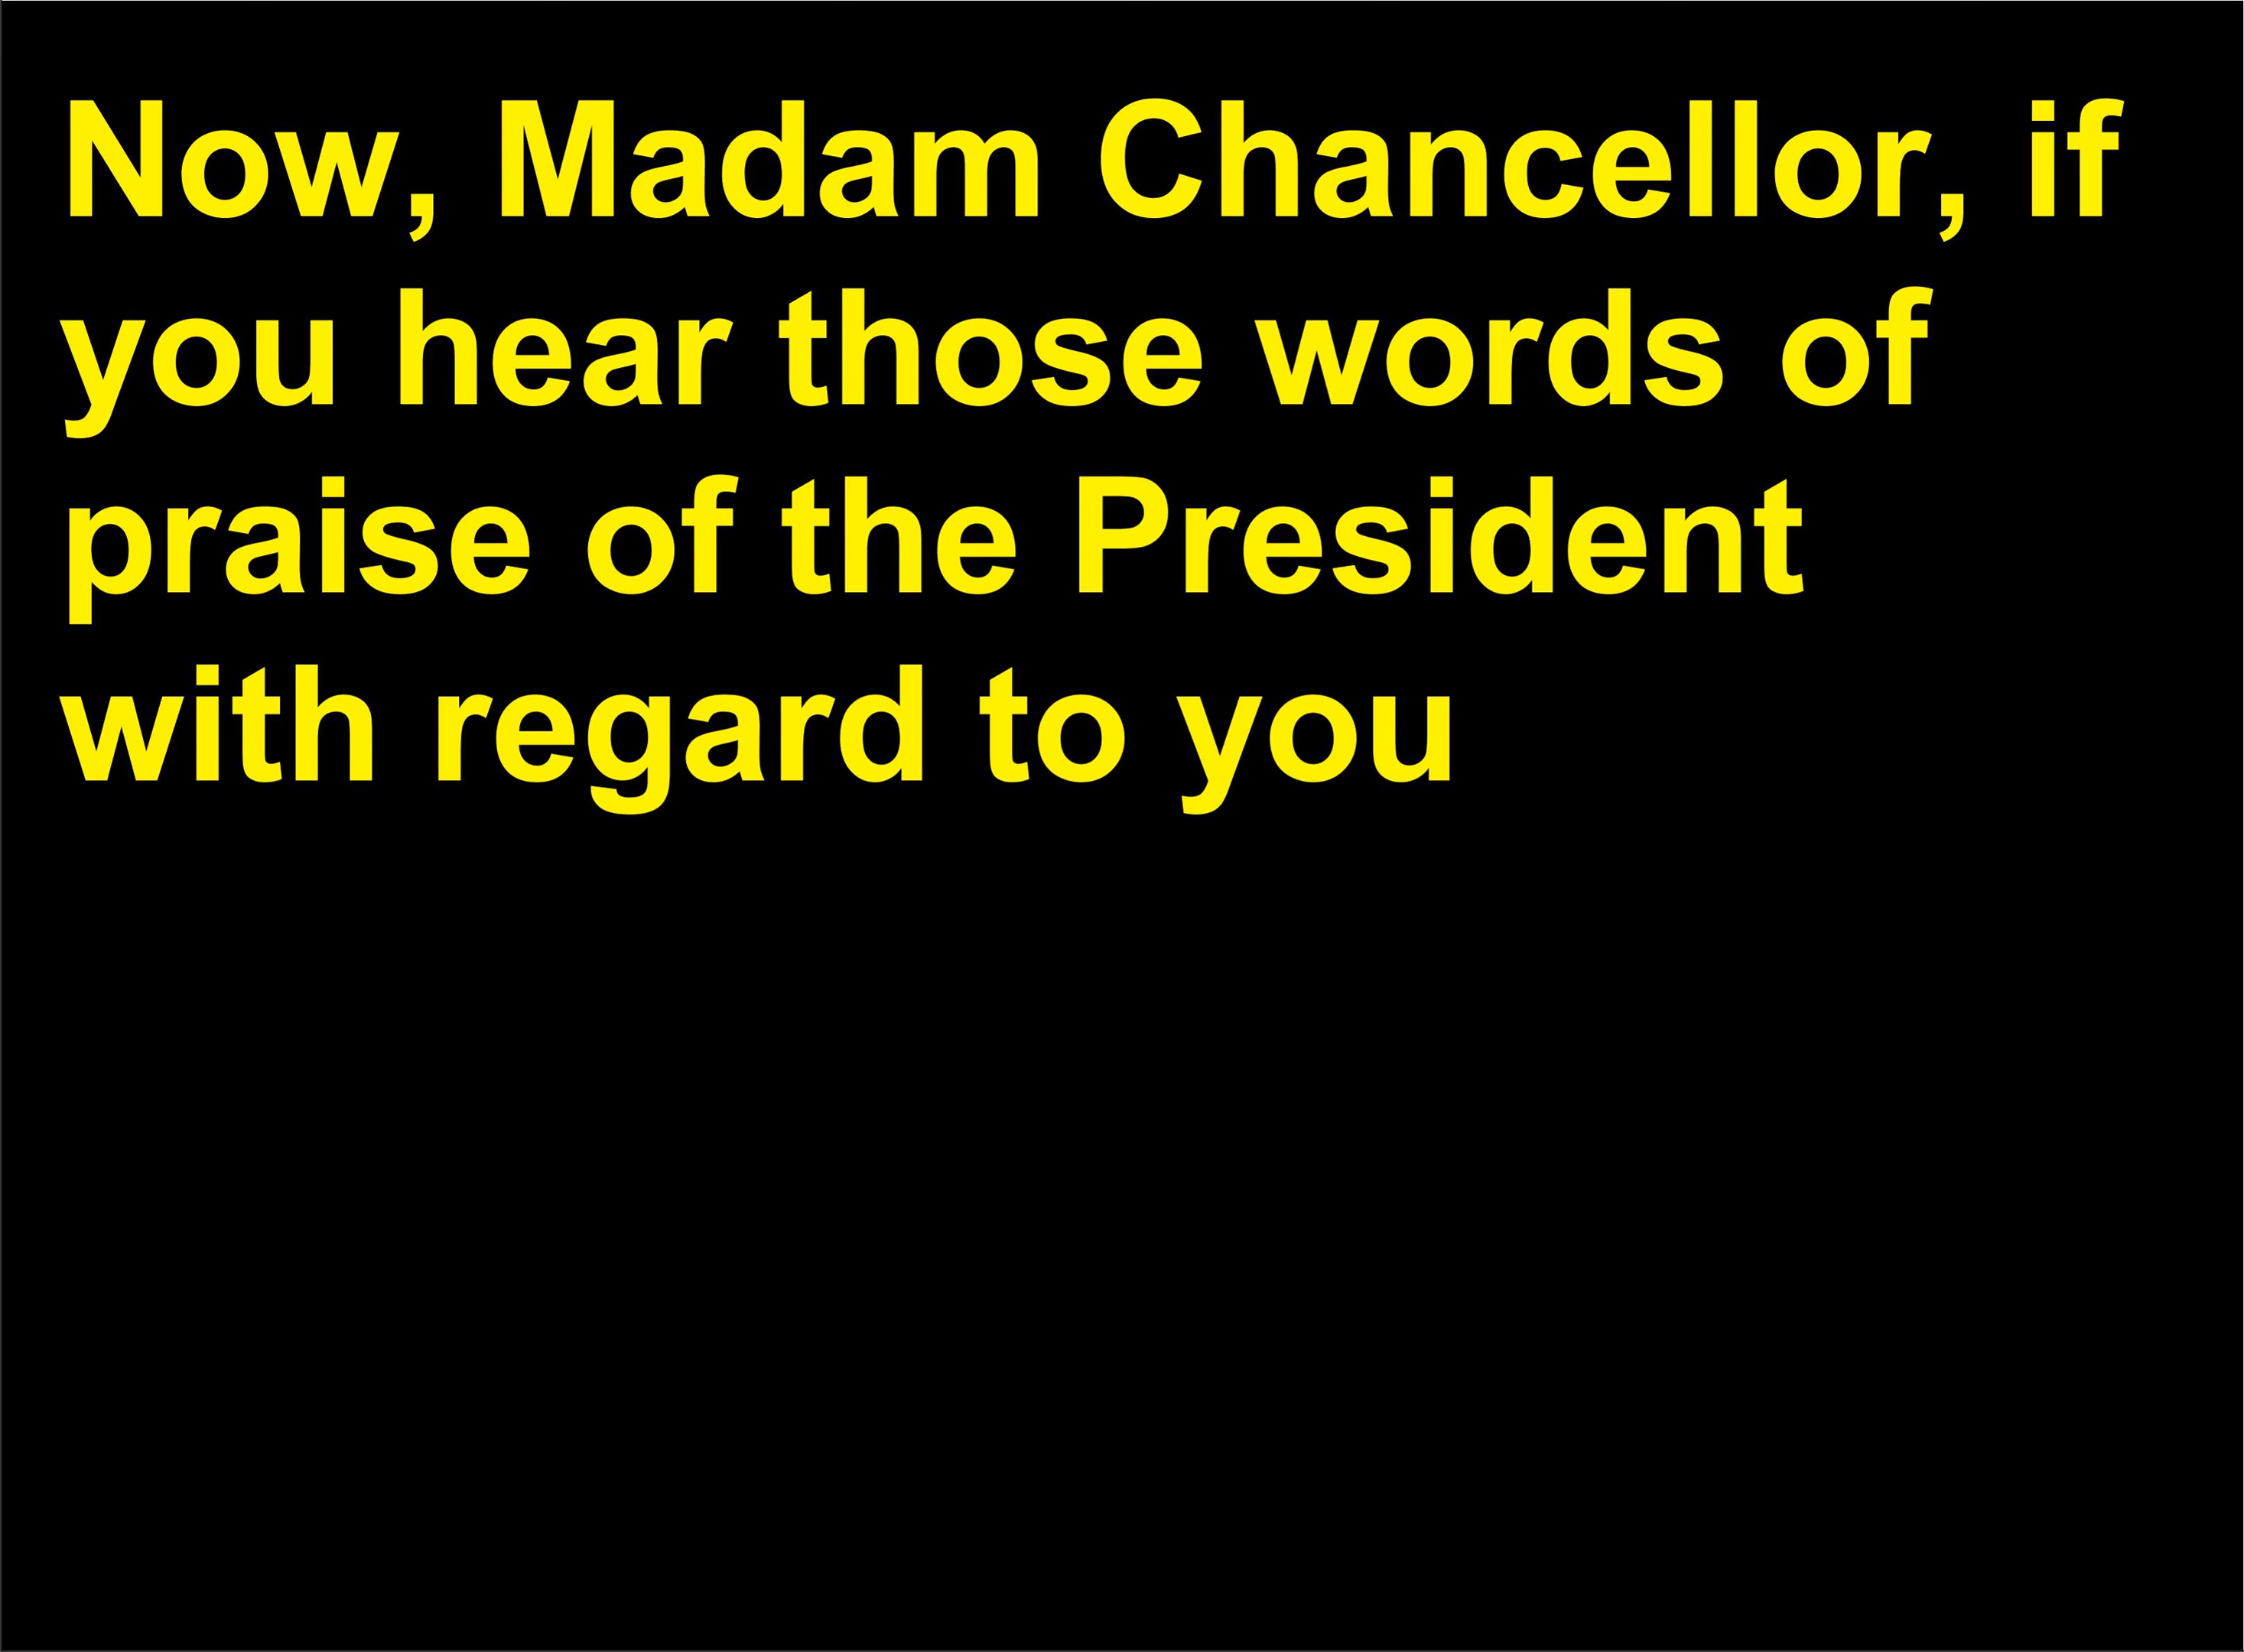 Now, Madam Chancellor, if
you hear those words of
praise of the President
with regard to you